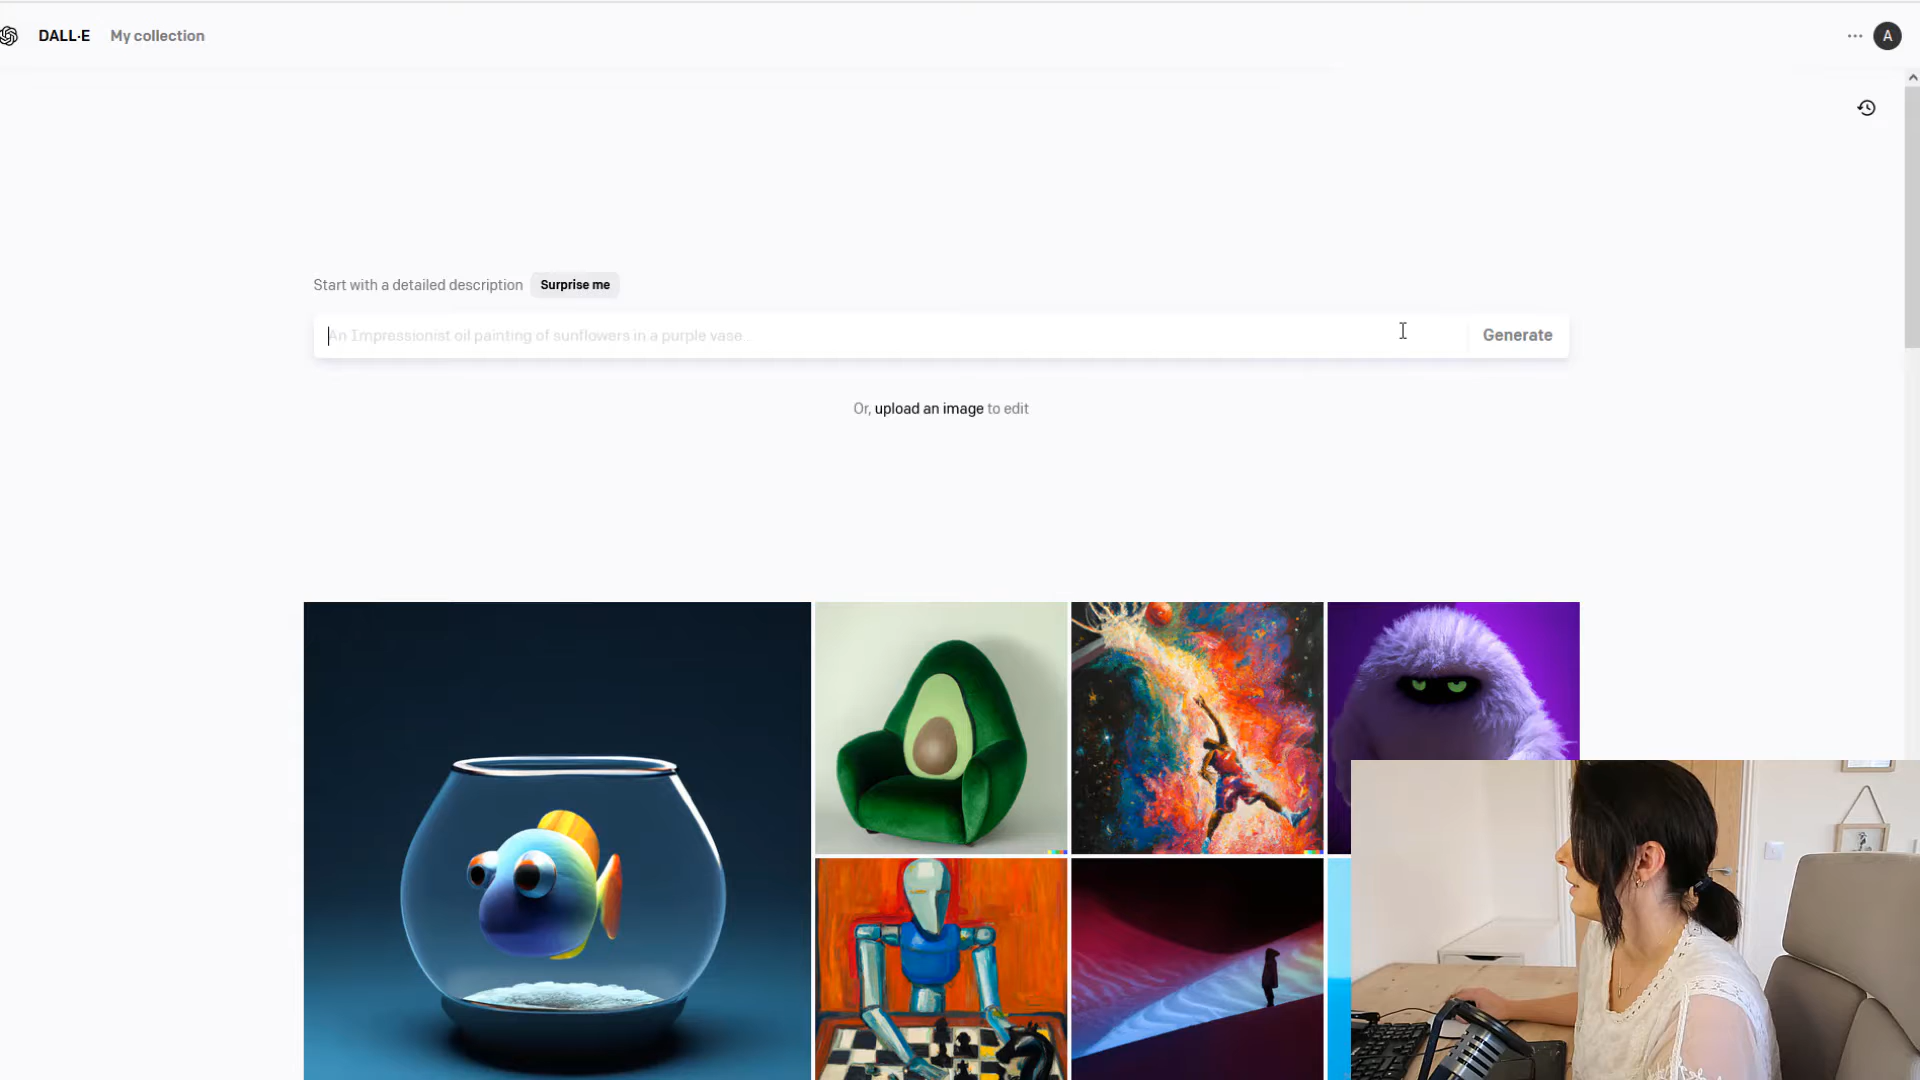 DALL·E My collection
A
Start with a detailed description Surprise me
An Impressionist oil painting of sunflowers in a purple vase...
Generate
Or, upload an image to edit